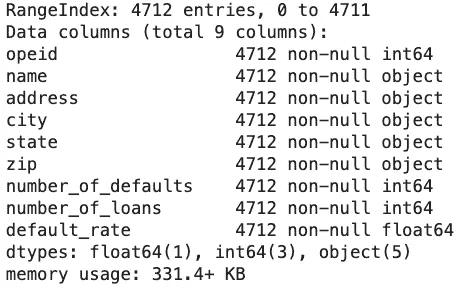 RangeIndex: 4712 entries, 0 to 4711
Data columns (total 9 columns):
opeid                 4712 non-null int64
name                  4712 non-null object
address               4712 non-null object
city                  4712 non-null object
state                 4712 non-null object
zip                   4712 non-null object
number_of_defaults    4712 non-null int64
number_of_loans       4712 non-null int64
default_rate          4712 non-null float64
dtypes: float64(1), int64(3), object(5)
memory usage: 331.4+ KB